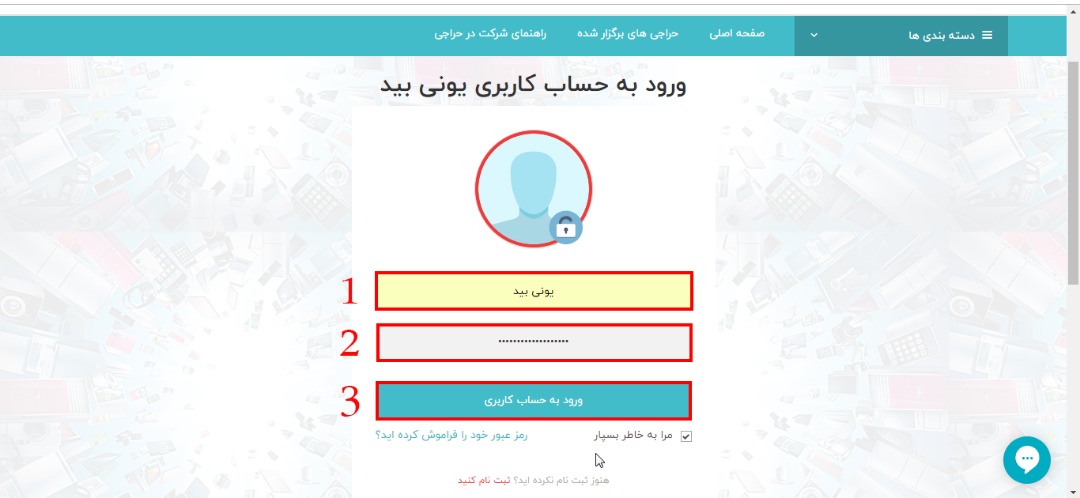 دسته بندی ها صفحه اصلی حراجی های برگزار شده راهنمای شرکت در حراجی
ورود به حساب کاربری یونی بید
1 یونی بید
2 ••••••••••••••••••••
3 ورود به حساب کاربری
مرا به خاطر بسپار رمز عبور خود را فراموش کرده اید؟
هنوز ثبت نام نکرده اید؟ ثبت نام کنید